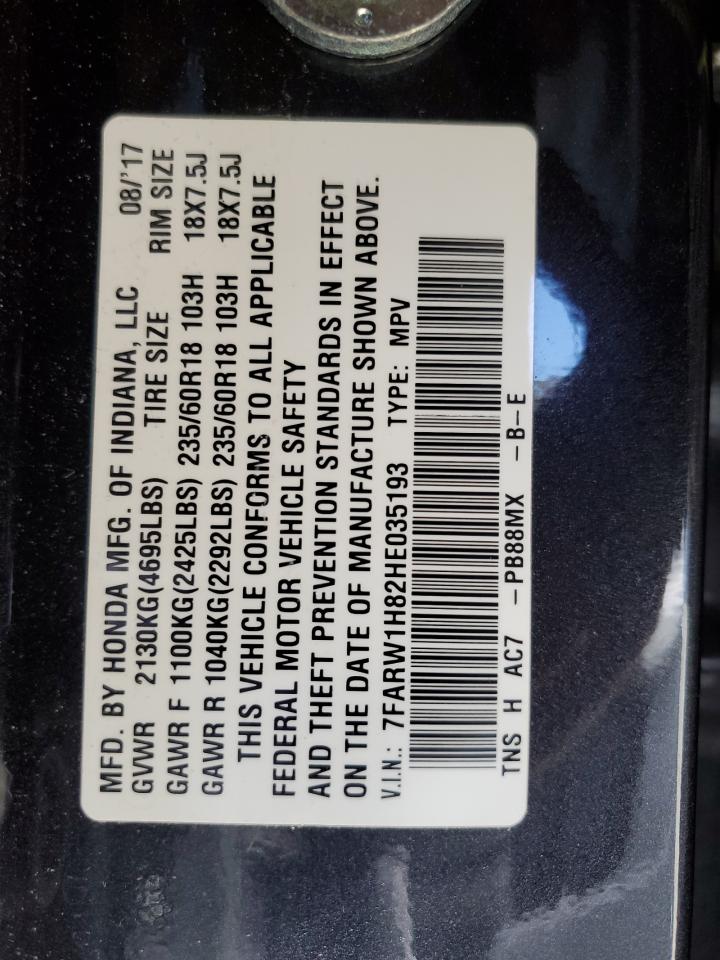 MFD. BY HONDA MFG. OF INDIANA, LLC 08/'17
GVWR 2130KG(4695LBS) TIRE SIZE RIM SIZE
GAWR F 1100KG(2425LBS) 235/60R18 103H 18X7.5J
GAWR R 1040KG(2292LBS) 235/60R18 103H 18X7.5J
THIS VEHICLE CONFORMS TO ALL APPLICABLE
FEDERAL MOTOR VEHICLE SAFETY
AND THEFT PREVENTION STANDARDS IN EFFECT
ON THE DATE OF MANUFACTURE SHOWN ABOVE.
V.I.N.: 7FARW1H82HE035193 TYPE: MPV
TNS H AC7 -PB88MX -B-E